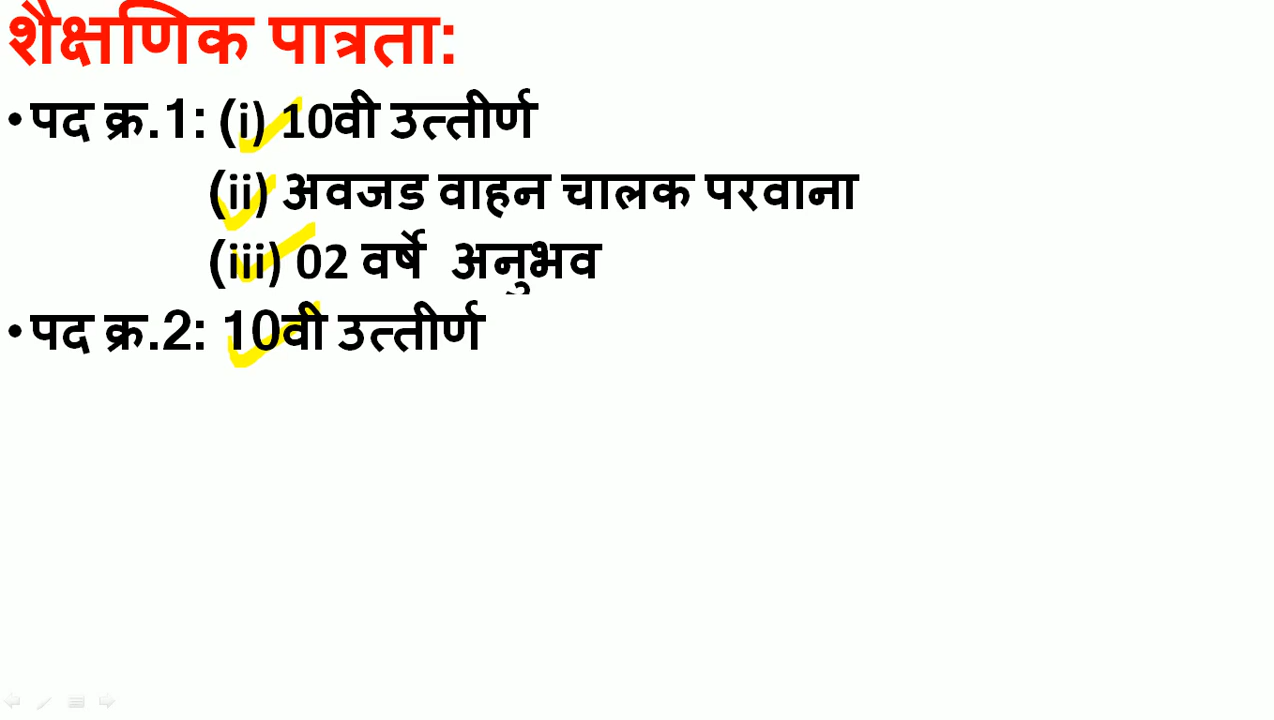 शैक्षणिक पात्रता:
•पद क्र.1: (i) 10वी उत्तीर्ण
(ii) अवजड वाहन चालक परवाना
(iii) 02 वर्षे अनुभव
•पद क्र.2: 10वी उत्तीर्ण